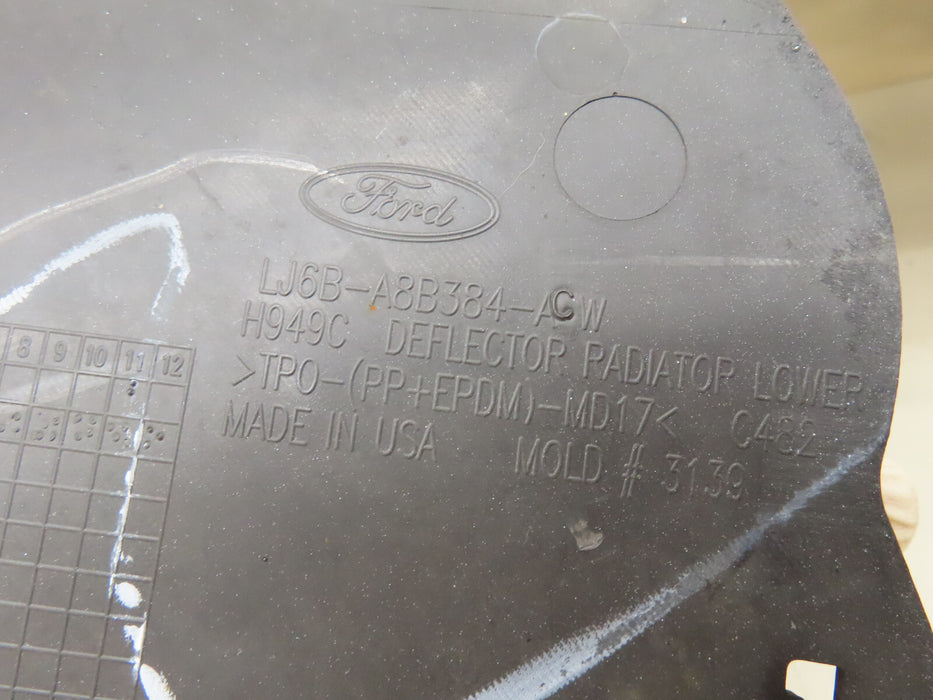 Ford
LJ6B-A8B384-ACW
H949C DEFLECTOR RADIATOR LOWER
>TPO-(PP+EPDM)-MD17< C482
MADE IN USA MOLD # 3139
8 9 10 11 12